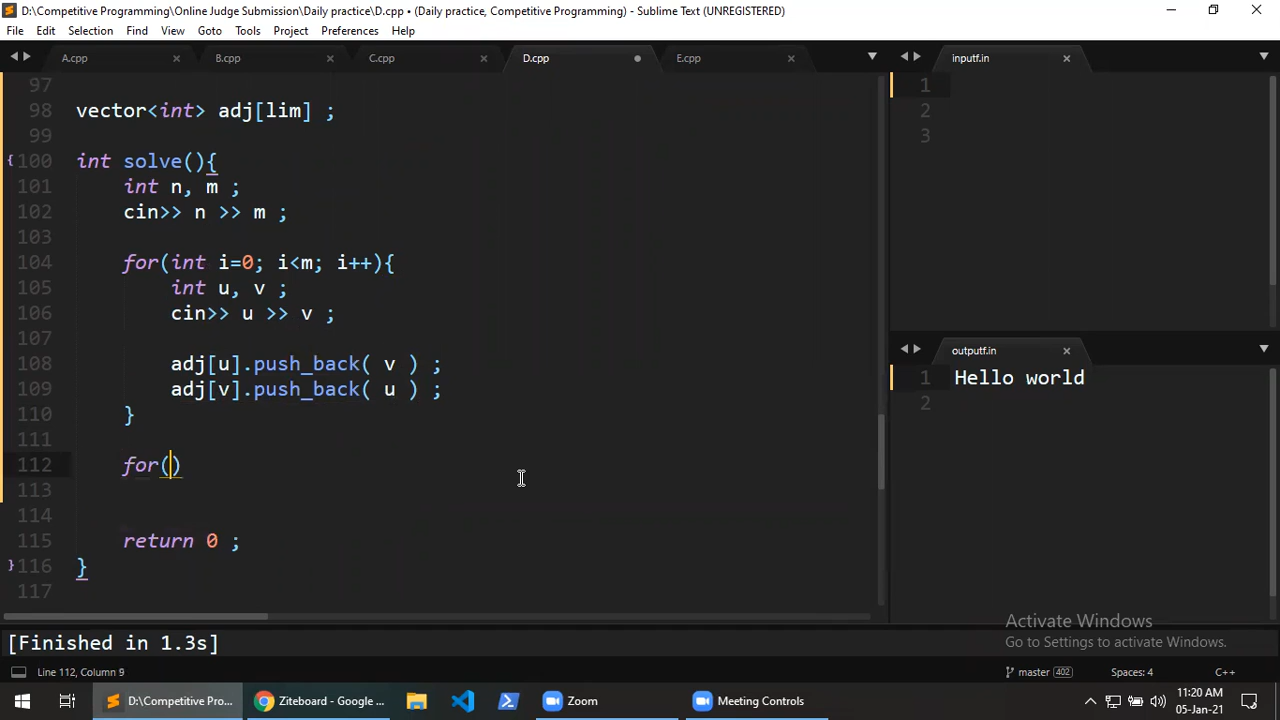 D:\Competitive Programming\Online Judge Submission\Daily practice\D.cpp • (Daily practice, Competitive Programming) - Sublime Text (UNREGISTERED)
File Edit Selection Find View Goto Tools Project Preferences Help
A.cpp B.cpp C.cpp D.cpp E.cpp
97
98 vector<int> adj[lim] ;
99
100 int solve(){
101 int n, m ;
102 cin>> n >> m ;
103
104 for(int i=0; i<m; i++){
105 int u, v ;
106 cin>> u >> v ;
107
108 adj[u].push_back( v ) ;
109 adj[v].push_back( u ) ;
110 }
111
112 for()
113
114
115 return 0 ;
116 }
117
inputf.in
1
2
3
outputf.in
1 Hello world
2
Activate Windows
Go to Settings to activate Windows.
[Finished in 1.3s]
Line 112, Column 9 master 402 Spaces: 4 C++
D:\Competitive Pro... Ziteboard - Google ... Zoom Meeting Controls
11:20 AM
05-Jan-21